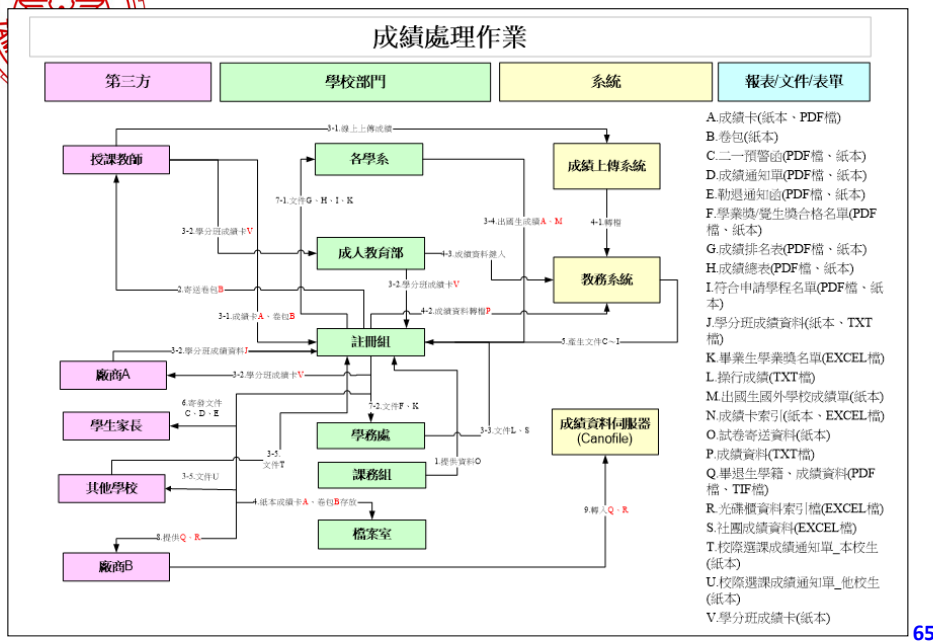 成績處理作業
第三方
學校部門
系統
報表/文件/表單
3-1.線上上傳成績
授課教師
各學系
成績上傳系統
7-1.文件G、H、I、K
3-4.出國生成績A、M
4-1.轉檔
3-2.學分班成績卡V
成人教育部
4-3.成績資料鍵入
教務系統
3-2.學分班成績卡V
2.寄送卷包B
3-1.成績卡A、卷包B
4-2.成績資料轉檔P
註冊組
5.產生文件C~I
3-2.學分班成績資料J
廠商A
3-2.學分班成績卡V
6.寄發文件
C、D、E
7-2.文件F、K
學生家長
學務處
3-3.文件L、S
成績資料伺服器
(Canofile)
3-5.
文件T
1.提供資料O
課務組
3-5.文件U
其他學校
4.紙本成績卡A、卷包B存放
9.轉入Q、R
檔案室
8.提供Q、R
廠商B
A.成績卡(紙本、PDF檔)
B.卷包(紙本)
C.二一預警函(PDF檔、紙本)
D.成績通知單(PDF檔、紙本)
E.勒退通知函(PDF檔、紙本)
F.學業獎/覺生獎合格名單(PDF
檔、紙本)
G.成績排名表(PDF檔、紙本)
H.成績總表(PDF檔、紙本)
I.符合申請學程名單(PDF檔、紙
本)
J.學分班成績資料(紙本、TXT
檔)
K.畢業生學業獎名單(EXCEL檔)
L.操行成績(TXT檔)
M.出國生國外學校成績單(紙本)
N.成績卡索引(紙本、EXCEL檔)
O.試卷寄送資料(紙本)
P.成績資料(TXT檔)
Q.畢退生學籍、成績資料(PDF
檔、TIF檔)
R.光碟櫃資料索引檔(EXCEL檔)
S.社團成績資料(EXCEL檔)
T.校際選課成績通知單_本校生
(紙本)
U.校際選課成績通知單_他校生
(紙本)
V.學分班成績卡(紙本)
65